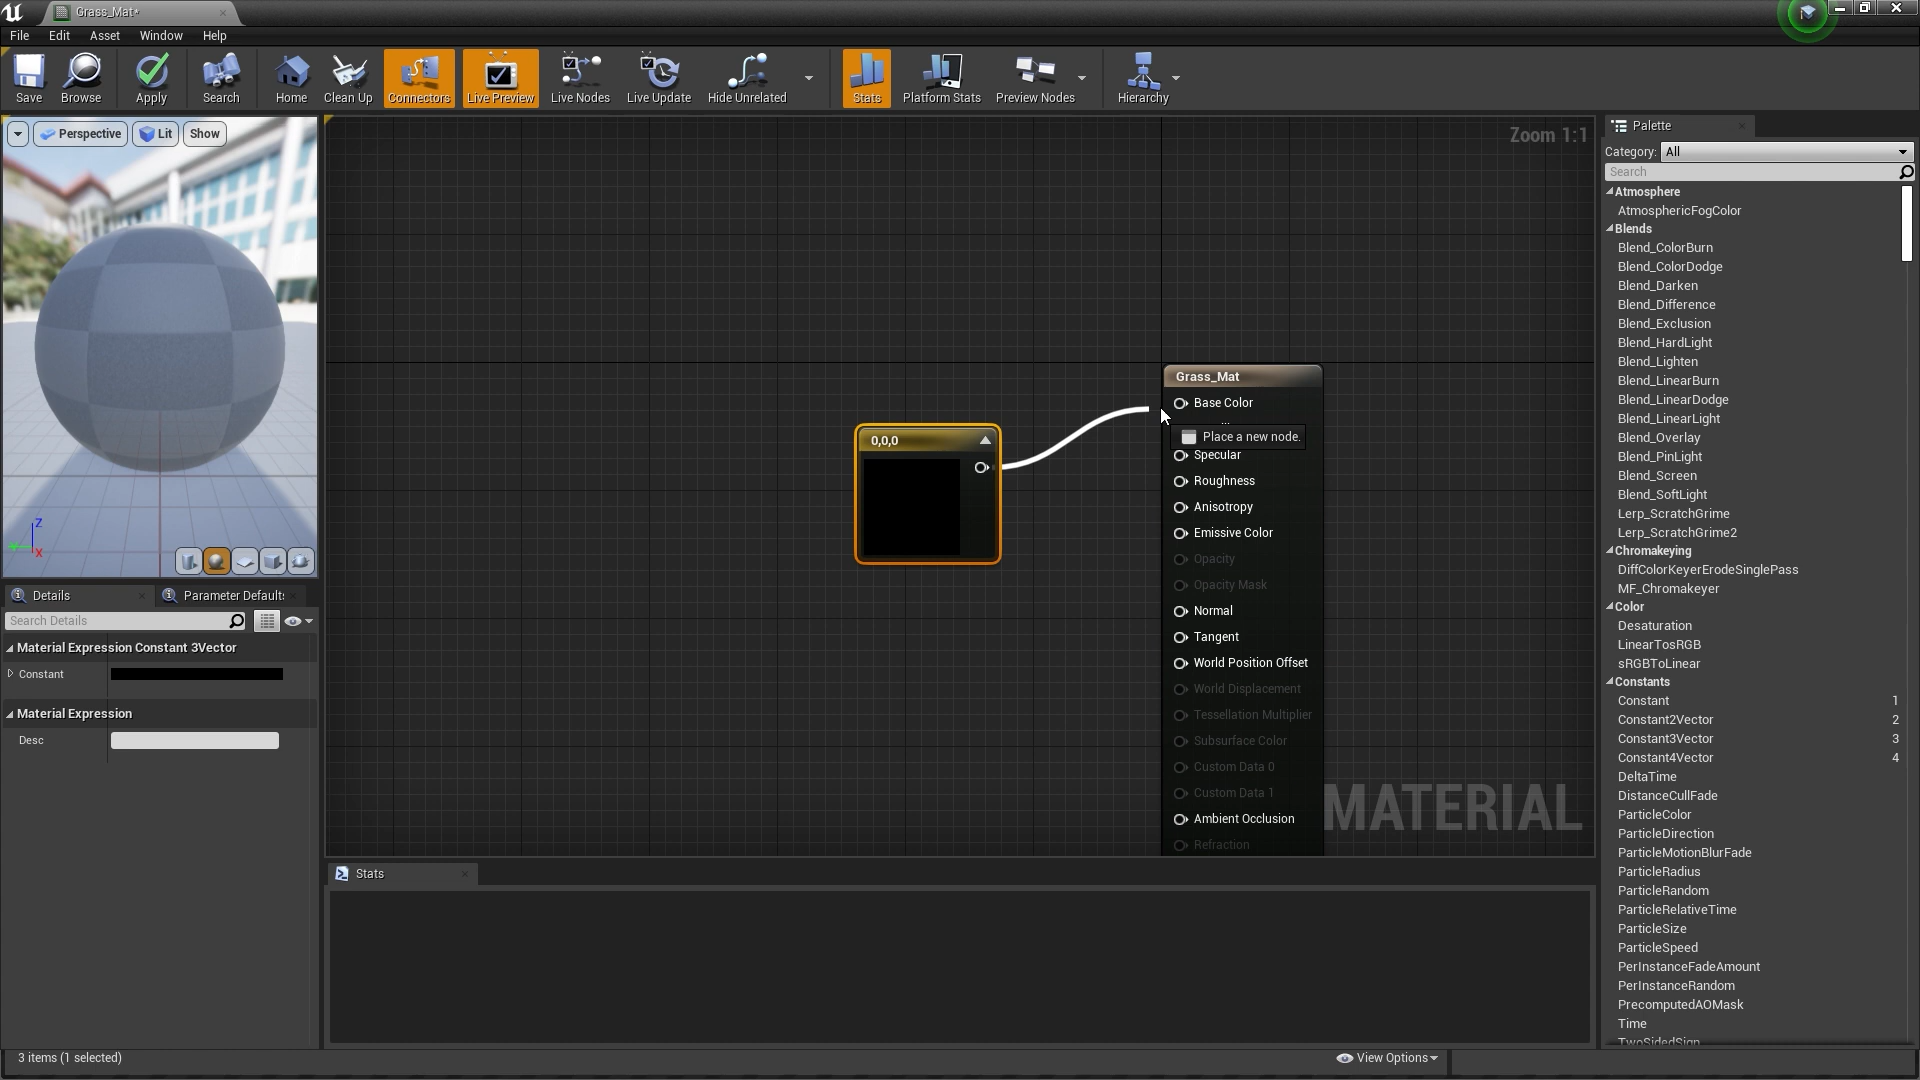 Grass_Mat*
File Edit Asset Window Help
Save Browse Apply Search Home Clean Up Connectors Live Preview Live Nodes Live Update Hide Unrelated Stats Platform Stats Preview Nodes Hierarchy
Perspective Lit Show
Z
Y
X
Details Parameter Defaults
Search Details
Material Expression Constant 3Vector
Constant
Material Expression
Desc
Zoom 1:1
0,0,0
Grass_Mat
Base Color
Place a new node.
Specular
Roughness
Anisotropy
Emissive Color
Opacity
Opacity Mask
Normal
Tangent
World Position Offset
World Displacement
Tessellation Multiplier
Subsurface Color
Custom Data 0
Custom Data 1
Ambient Occlusion
Refraction
MATERIAL
Stats
Palette
Category: All
Search
Atmosphere
AtmosphericFogColor
Blends
Blend_ColorBurn
Blend_ColorDodge
Blend_Darken
Blend_Difference
Blend_Exclusion
Blend_HardLight
Blend_Lighten
Blend_LinearBurn
Blend_LinearDodge
Blend_LinearLight
Blend_Overlay
Blend_PinLight
Blend_Screen
Blend_SoftLight
Lerp_ScratchGrime
Lerp_ScratchGrime2
Chromakeying
DiffColorKeyerErodeSinglePass
MF_Chromakeyer
Color
Desaturation
LinearTosRGB
sRGBToLinear
Constants
Constant 1
Constant2Vector 2
Constant3Vector 3
Constant4Vector 4
DeltaTime
DistanceCullFade
ParticleColor
ParticleDirection
ParticleMotionBlurFade
ParticleRadius
ParticleRandom
ParticleRelativeTime
ParticleSize
ParticleSpeed
PerInstanceFadeAmount
PerInstanceRandom
PrecomputedAOMask
Time
TwoSidedSign
3 items (1 selected)
View Options